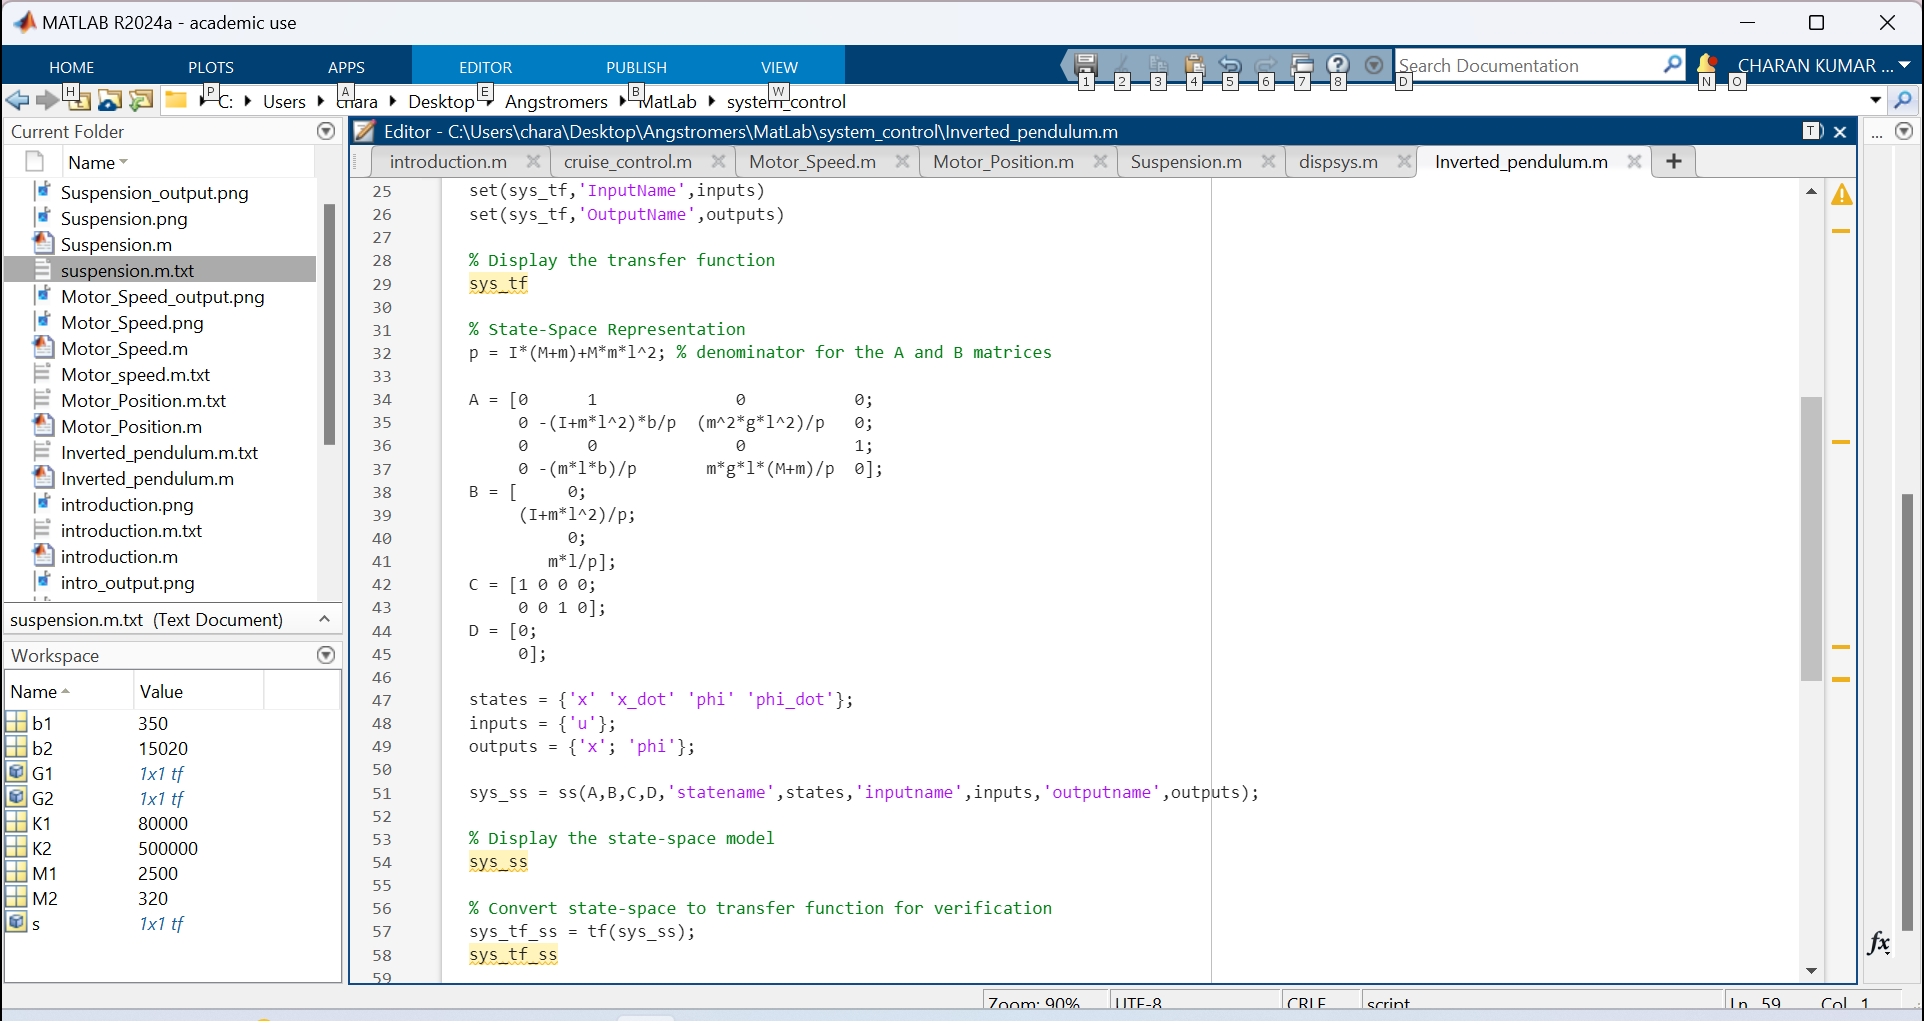 MATLAB R2024a - academic use
HOME PLOTS APPS EDITOR PUBLISH VIEW
1 2 3 4 5 6 7 8
Search Documentation
CHARAN KUMAR ...
H P A E B W D N O
C: Users chara Desktop Angstromers MatLab system_control
Current Folder
Name
Suspension_output.png
Suspension.png
Suspension.m
suspension.m.txt
Motor_Speed_output.png
Motor_Speed.png
Motor_Speed.m
Motor_speed.m.txt
Motor_Position.m.txt
Motor_Position.m
Inverted_pendulum.m.txt
Inverted_pendulum.m
introduction.png
introduction.m.txt
introduction.m
intro_output.png
suspension.m.txt (Text Document)
Workspace
Name Value
b1 350
b2 15020
G1 1x1 tf
G2 1x1 tf
K1 80000
K2 500000
M1 2500
M2 320
s 1x1 tf
Editor - C:\Users\chara\Desktop\Angstromers\MatLab\system_control\Inverted_pendulum.m
T
...
introduction.m cruise_control.m Motor_Speed.m Motor_Position.m Suspension.m dispsys.m Inverted_pendulum.m +
25 set(sys_tf,'InputName',inputs)
26 set(sys_tf,'OutputName',outputs)
27
28 % Display the transfer function
29 sys_tf
30
31 % State-Space Representation
32 p = I*(M+m)+M*m*l^2; % denominator for the A and B matrices
33
34 A = [0 1 0 0;
35 0 -(I+m*l^2)*b/p (m^2*g*l^2)/p 0;
36 0 0 0 1;
37 0 -(m*l*b)/p m*g*l*(M+m)/p 0];
38 B = [ 0;
39 (I+m*l^2)/p;
40 0;
41 m*l/p];
42 C = [1 0 0 0;
43 0 0 1 0];
44 D = [0;
45 0];
46
47 states = {'x' 'x_dot' 'phi' 'phi_dot'};
48 inputs = {'u'};
49 outputs = {'x'; 'phi'};
50
51 sys_ss = ss(A,B,C,D,'statename',states,'inputname',inputs,'outputname',outputs);
52
53 % Display the state-space model
54 sys_ss
55
56 % Convert state-space to transfer function for verification
57 sys_tf_ss = tf(sys_ss);
58 sys_tf_ss
59
fx
Zoom: 90% UTF-8 CRLF script Ln 59 Col 1